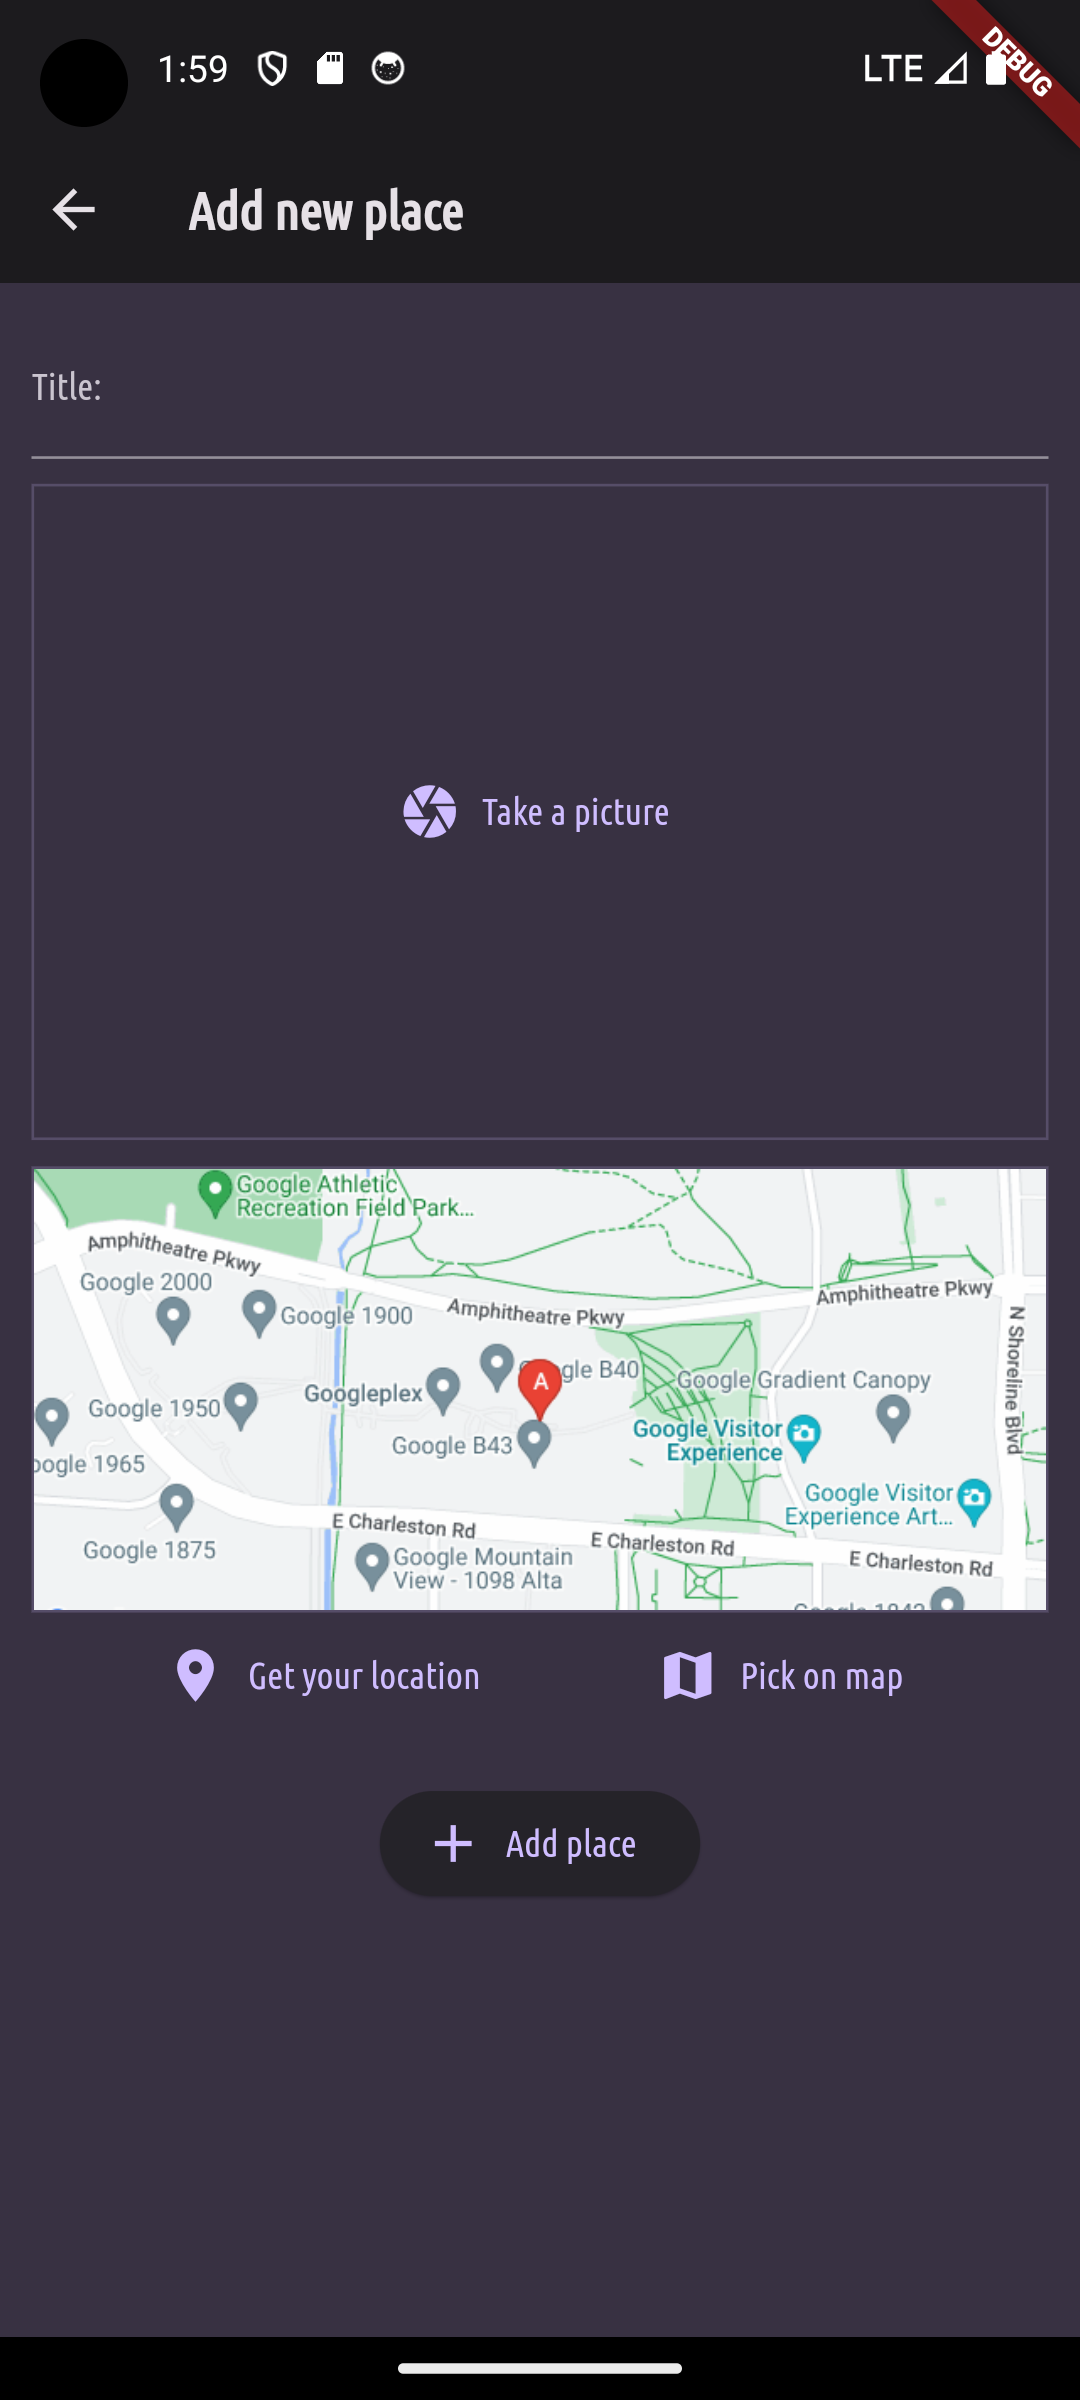 1:59
LTE
DEBUG
Add new place
Title:
Take a picture
Google Athletic
Recreation Field Park...
Amphitheatre Pkwy
Google 2000
Google 1900
Amphitheatre Pkwy
Amphitheatre Pkwy
N Shoreline Blvd
gle B40
A
Googleplex
Google Gradient Canopy
Google 1950
Google B43
Google Visitor
Experience
oogle 1965
Google Visitor
Experience Art...
Google 1875
E Charleston Rd
E Charleston Rd
E Charleston Rd
Google Mountain
View - 1098 Alta
Get your location
Pick on map
Add place